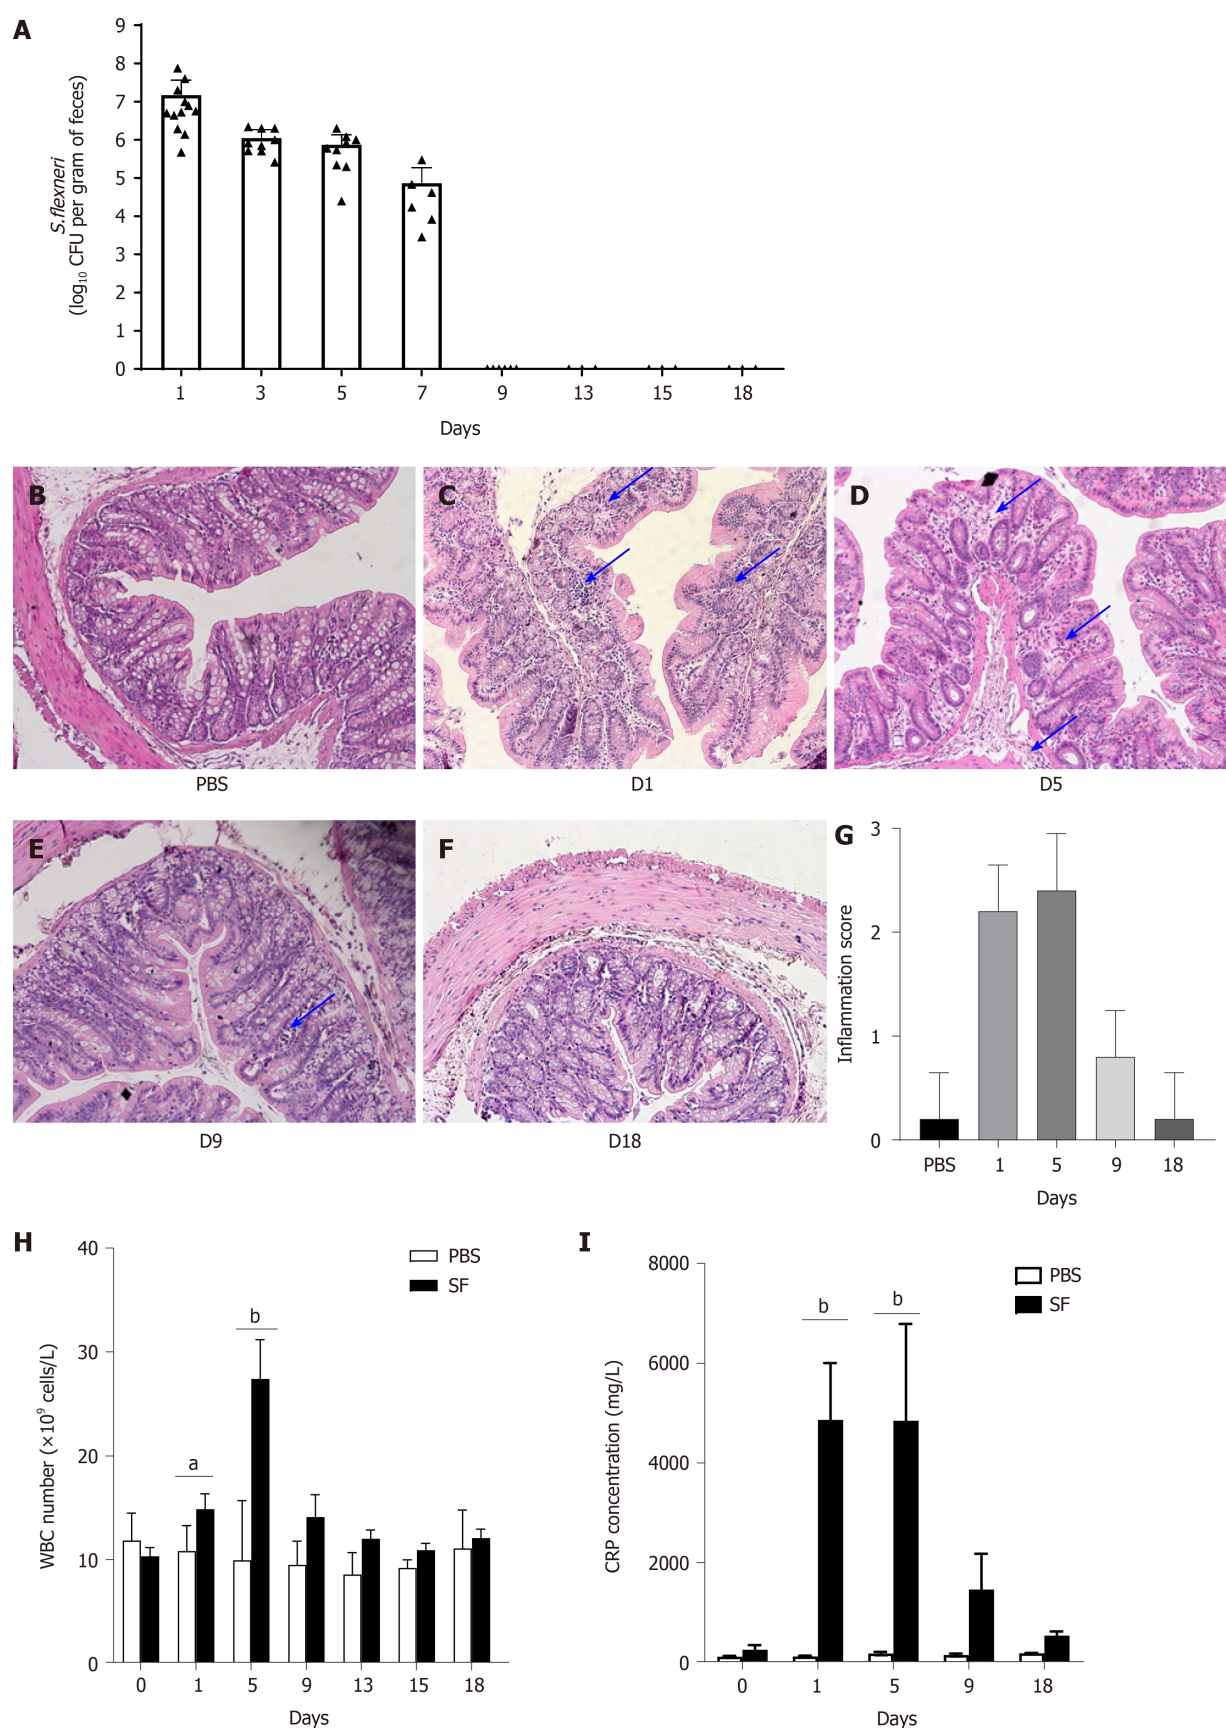 A
9
8
7
6
5
4
3
2
1
0
S.flexneri
(log10 CFU per gram of feces)
1 3 5 7 9 13 15 18
Days
B
C
D
PBS
D1
D5
E
F
G
D9
D18
3
2
1
0
Inflammation score
PBS 1 5 9 18
Days
H
40
30
20
10
0
WBC number (×10⁹ cells/L)
PBS
SF
a
b
0 1 5 9 13 15 18
Days
I
8000
6000
4000
2000
0
CRP concentration (mg/L)
PBS
SF
b
b
0 1 5 9 18
Days